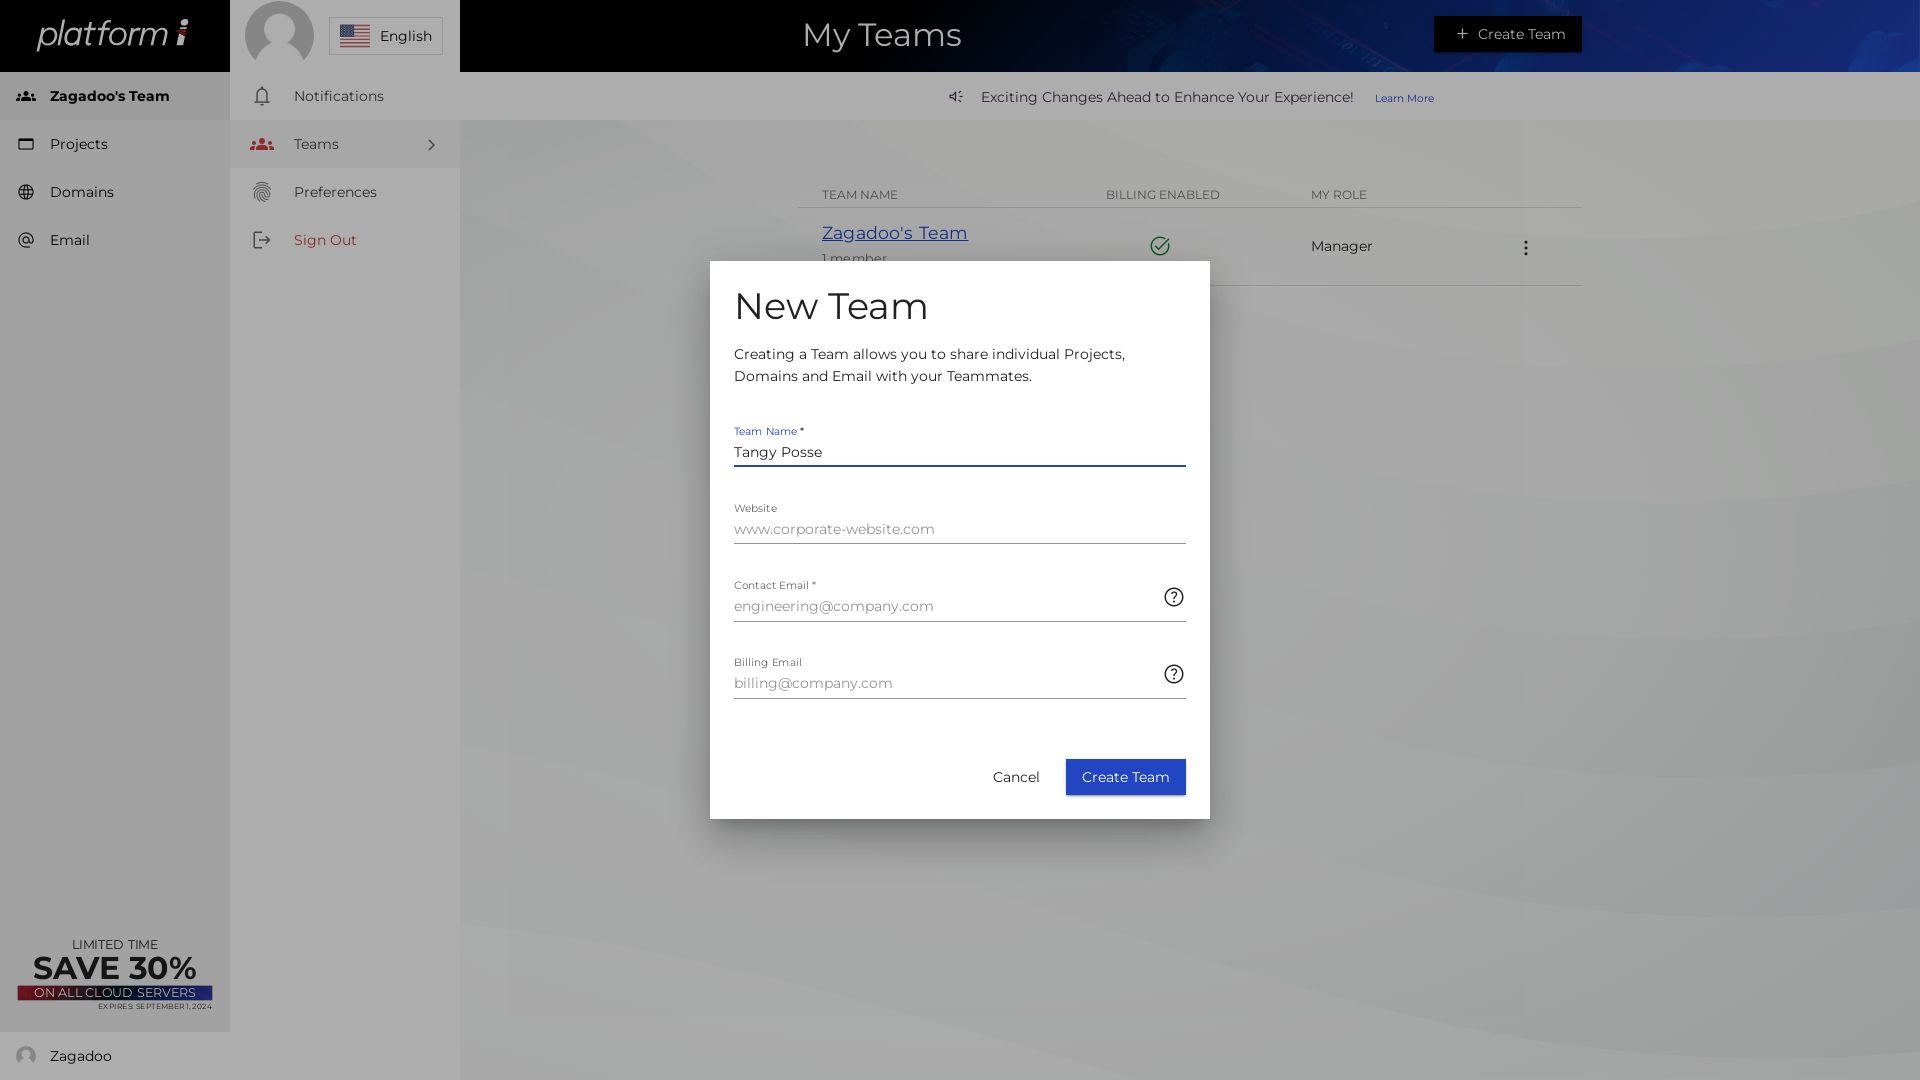 platform i
English
My Teams
+ Create Team
Zagadoo's Team
Projects
Domains
Email
Notifications
Teams
Preferences
Sign Out
Exciting Changes Ahead to Enhance Your Experience! Learn More
TEAM NAME BILLING ENABLED MY ROLE
Zagadoo's Team
1 member
Manager
New Team
Creating a Team allows you to share individual Projects,
Domains and Email with your Teammates.
Team Name *
Tangy Posse
Website
www.corporate-website.com
Contact Email *
engineering@company.com
Billing Email
billing@company.com
Cancel
Create Team
LIMITED TIME
SAVE 30%
ON ALL CLOUD SERVERS
EXPIRES: SEPTEMBER 1, 2024
Zagadoo